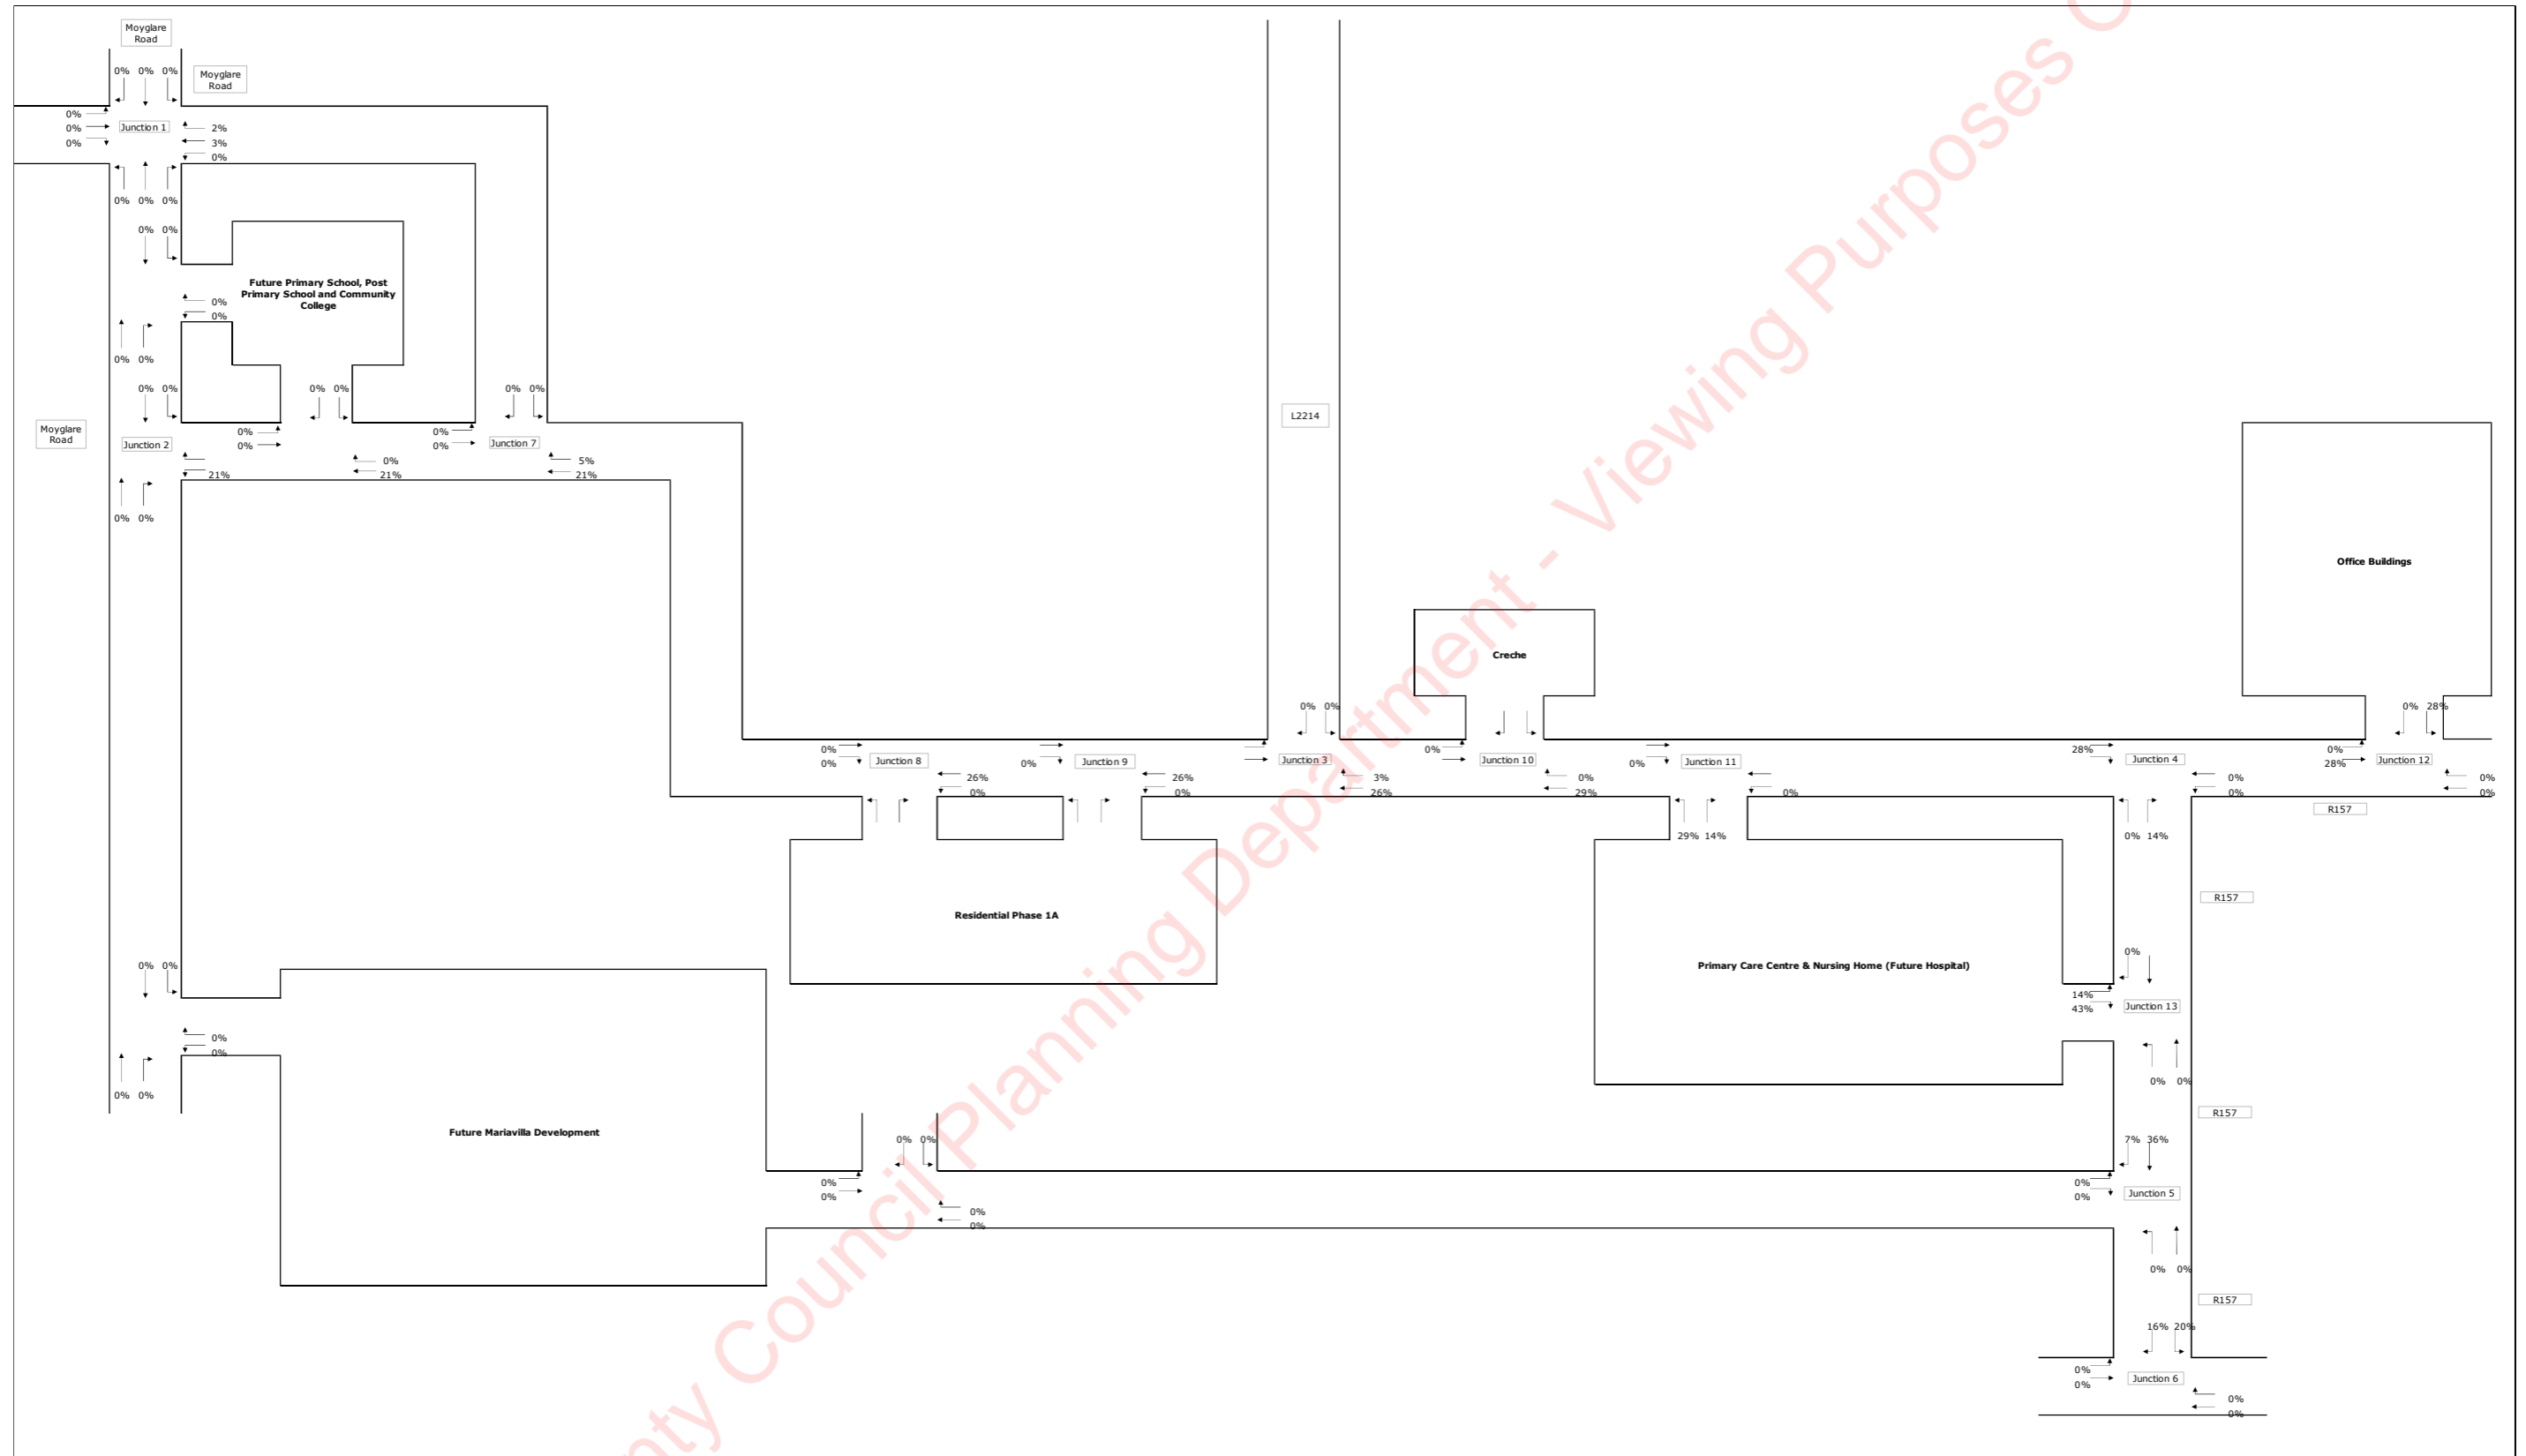 Moyglare
Road
0% 0% 0%
Moyglare
Road
0%
0%
0%
Junction 1
2%
3%
0%
0% 0% 0%
0% 0%
Future Primary School, Post
Primary School and Community
College
0%
0%
0% 0%
0% 0%
0% 0%
0% 0%
Moyglare
Road
Junction 2
0%
0%
0%
0%
Junction 7
21%
0%
21%
5%
21%
0% 0%
L2214
Office Buildings
Creche
0% 0%
0% 28%
0%
0%
Junction 8
0%
Junction 9
Junction 3
0%
Junction 10
0%
Junction 11
28%
Junction 4
0%
28%
Junction 12
26%
0%
26%
0%
3%
26%
0%
29%
0%
0%
0%
0%
0%
R157
29% 14%
0% 14%
R157
Residential Phase 1A
Primary Care Centre & Nursing Home (Future Hospital)
0%
0% 0%
14%
43%
Junction 13
0%
0%
0% 0%
0% 0%
Future Mariavilla Development
R157
0% 0%
7% 36%
0%
0%
0%
0%
Junction 5
0%
0%
0% 0%
R157
16% 20%
0%
0%
Junction 6
0%
0%
nty Council Planning Department - Viewing Purposes O